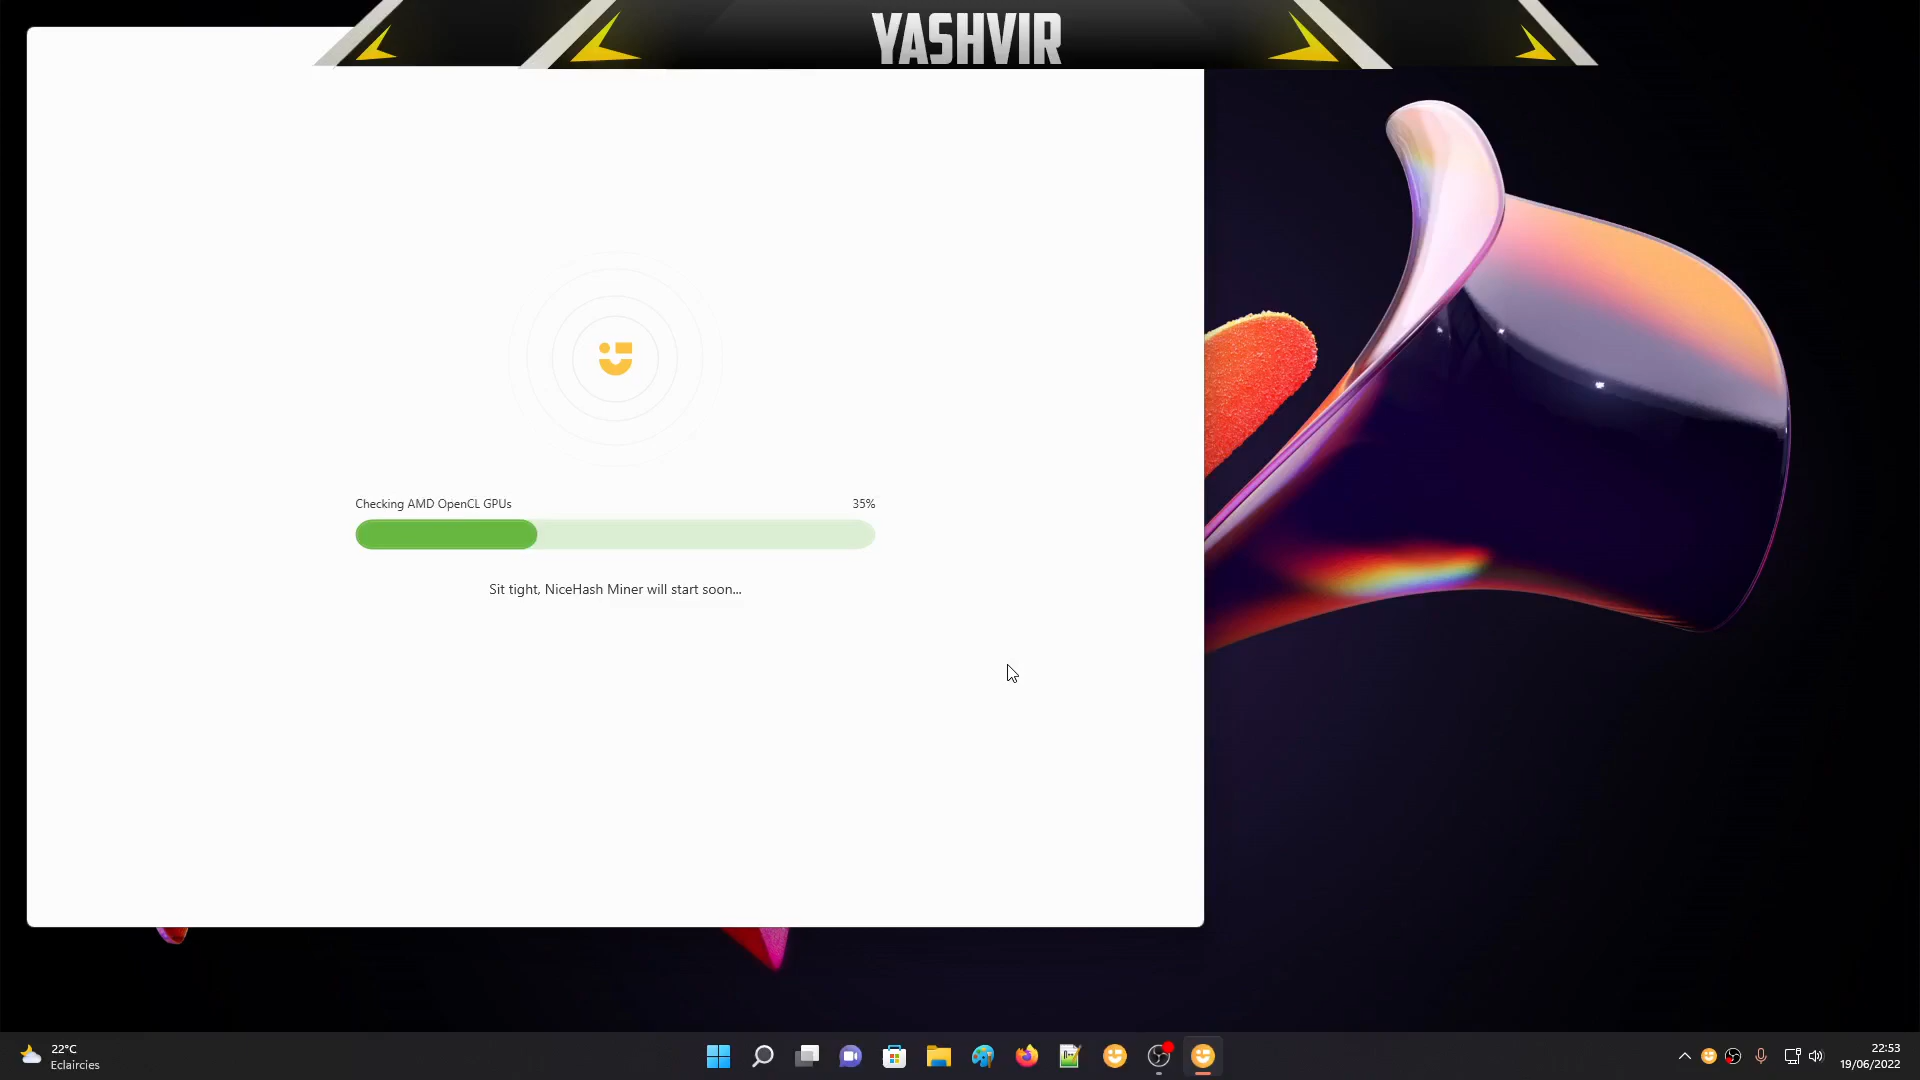 YASHVIR
Checking AMD OpenCL GPUs 35%
Sit tight, NiceHash Miner will start soon...
22°C
Eclaircies
22:53
19/06/2022